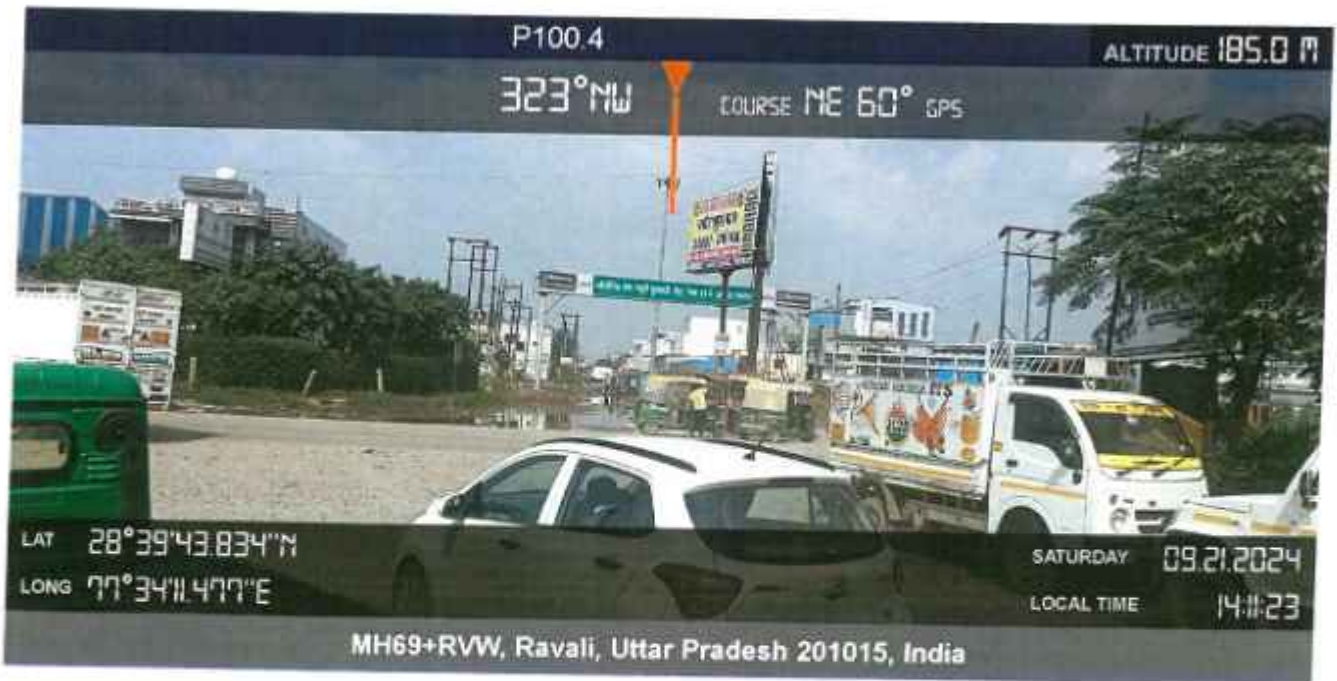 P100.4
ALTITUDE 185.0 M
323°NW
COURSE NE 60° GPS
LAT 28°39'43.834"N
LONG 77°34'11.477"E
SATURDAY 09.21.2024
LOCAL TIME 14:11:23
MH69+RVW, Ravali, Uttar Pradesh 201015, India